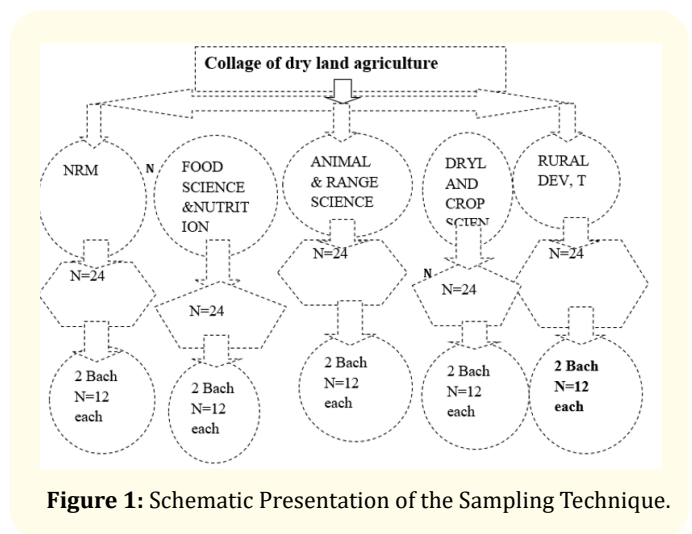 Collage of dry land agriculture
NRM
N
FOOD
SCIENCE
&NUTRIT
ION
ANIMAL
& RANGE
SCIENCE
DRYL
AND
CROP
SCIEN
RURAL
DEV, T
N=24
N=24
N=24
N
N=24
N=24
2 Bach
N=12
each
2 Bach
N=12
each
2 Bach
N=12
each
2 Bach
N=12
each
2 Bach
N=12
each
Figure 1: Schematic Presentation of the Sampling Technique.